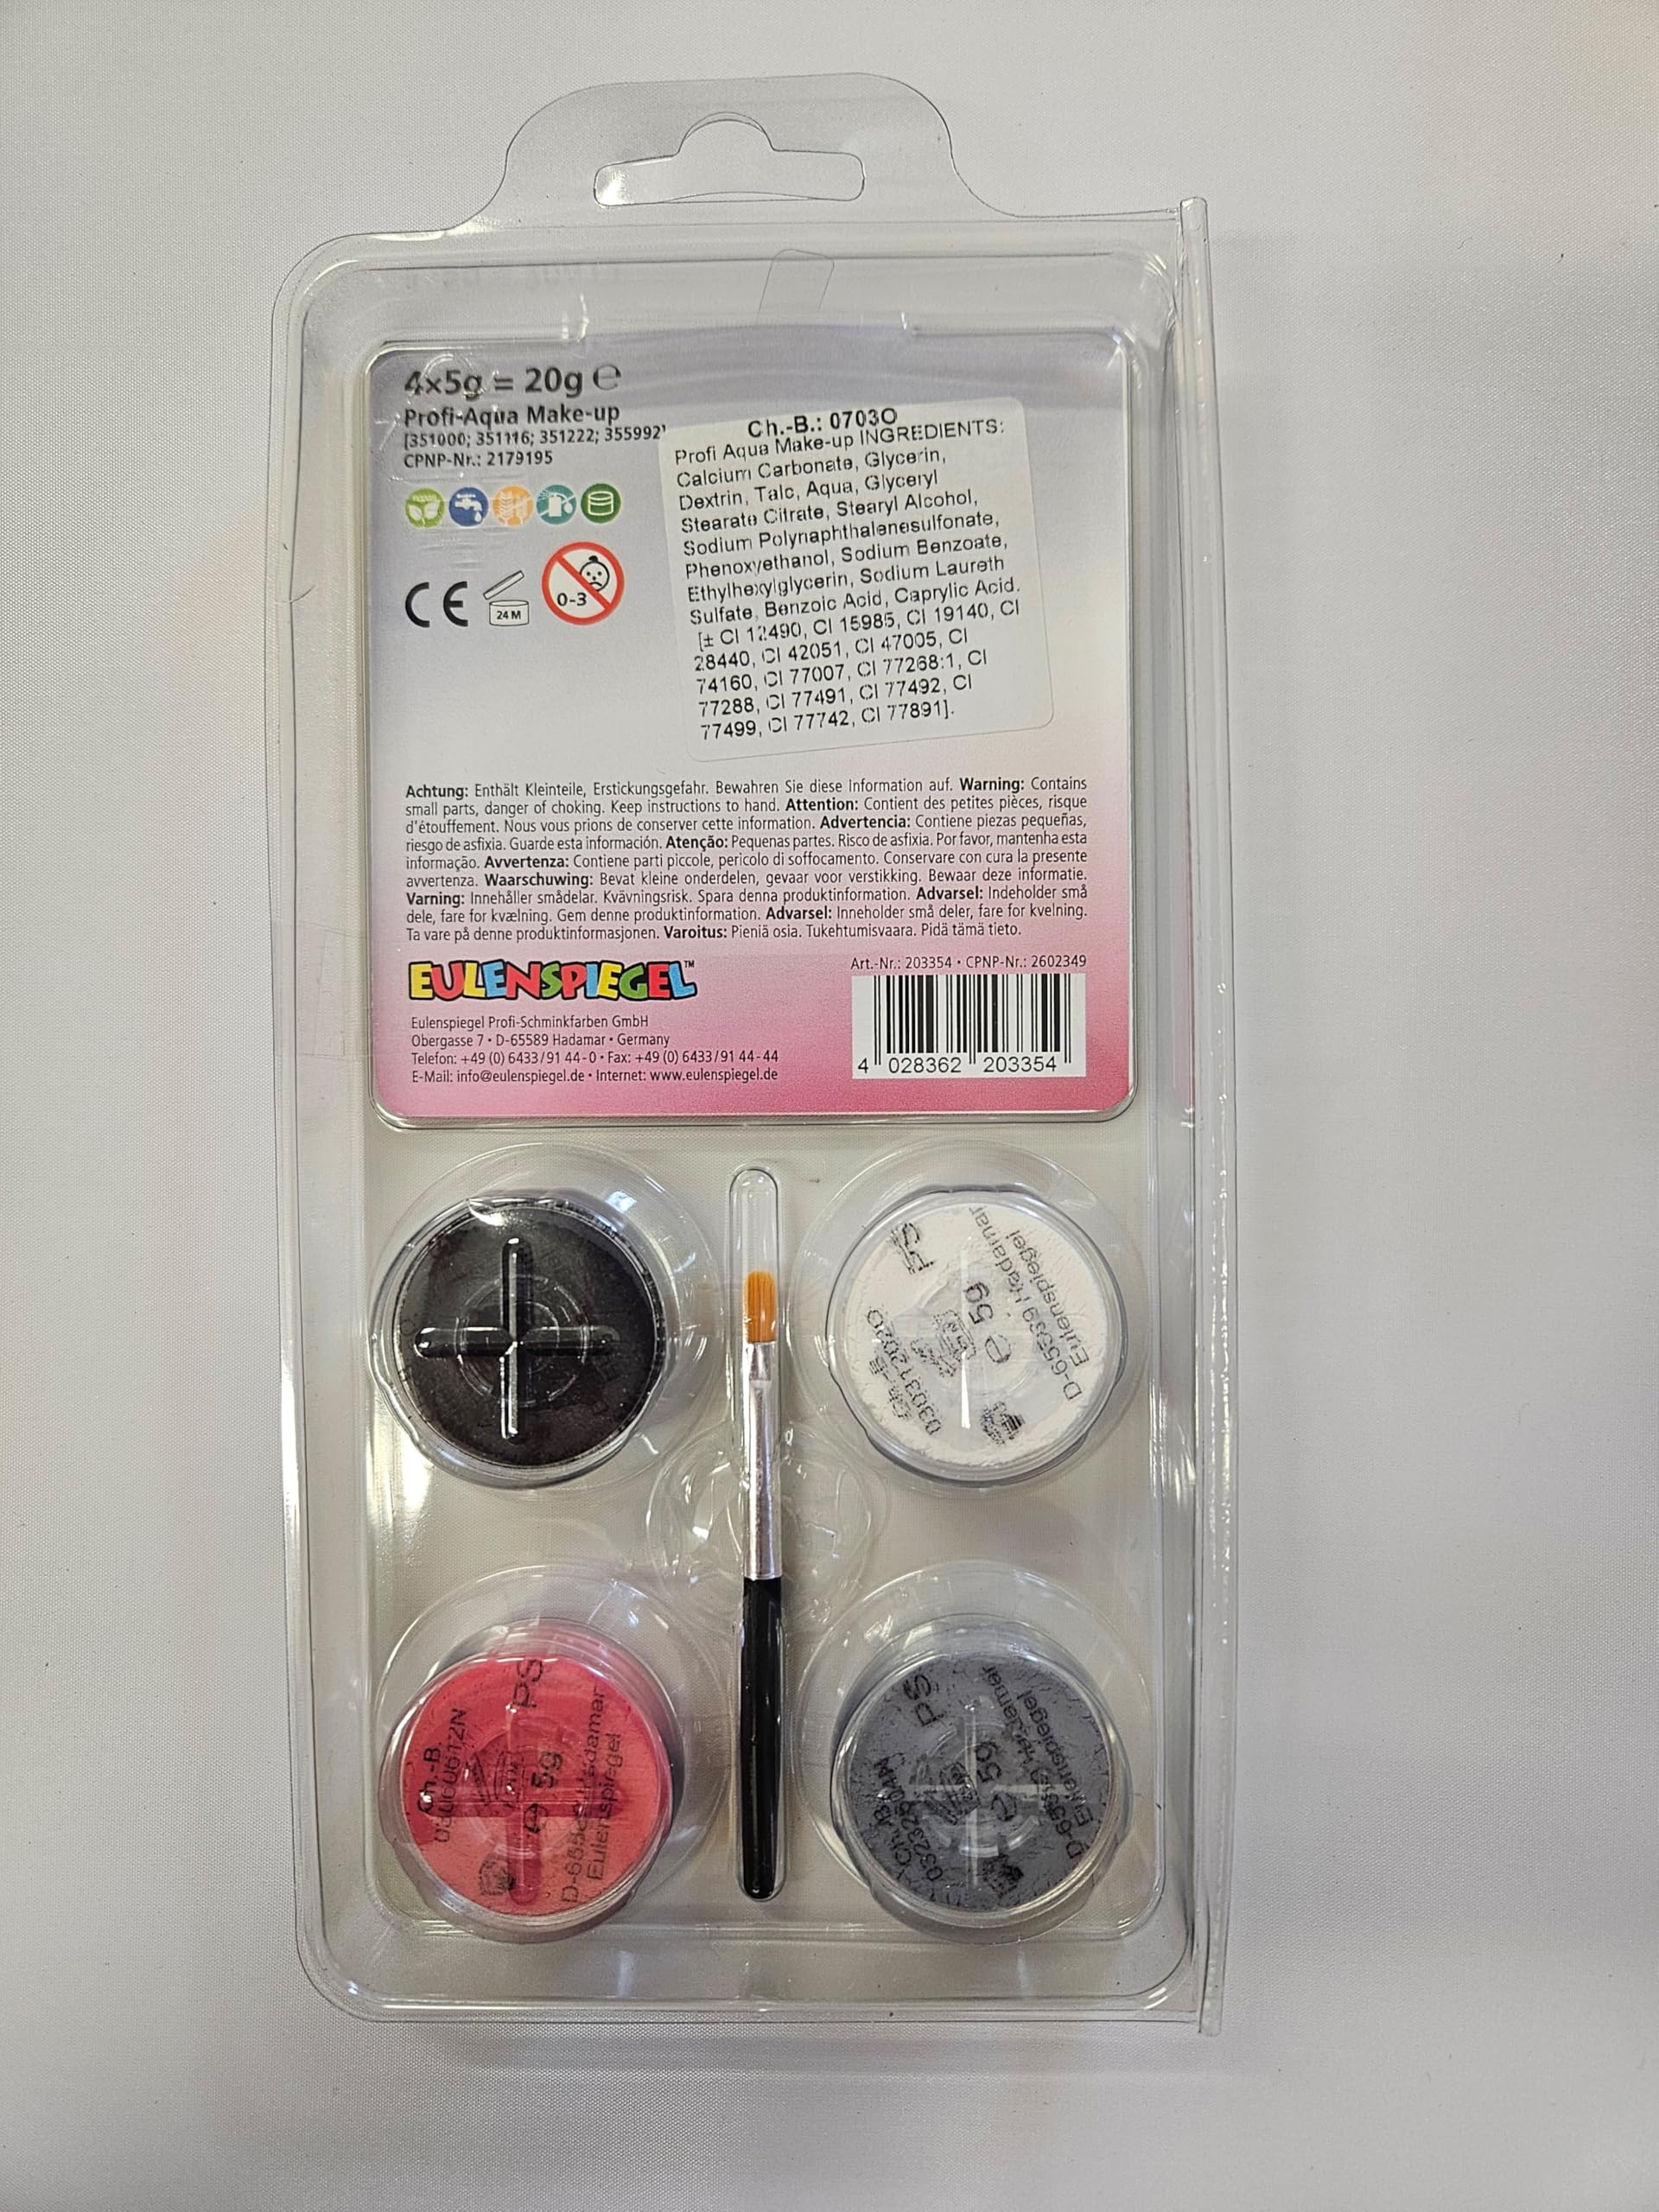 4x5g = 20g ℮
Profi-Aqua Make-up
[351000; 351116; 351222; 355992]
CPNP-Nr.: 2179195
CE
24 M
0-3
Ch.-B.: 0703O
Profi Aqua Make-up INGREDIENTS:
Calcium Carbonate, Glycerin,
Dextrin, Talc, Aqua, Glyceryl
Stearate Citrate, Stearyl Alcohol,
Sodium Polynaphthalenesulfonate,
Phenoxyethanol, Sodium Benzoate,
Ethylhexylglycerin, Sodium Laureth
Sulfate, Benzoic Acid, Caprylic Acid.
[± CI 12490, CI 15985, CI 19140, CI
28440, CI 42051, CI 47005, CI
74160, CI 77007, CI 77268:1, CI
77288, CI 77491, CI 77492, CI
77499, CI 77742, CI 77891].
Achtung: Enthält Kleinteile, Erstickungsgefahr. Bewahren Sie diese Information auf. Warning: Contains
small parts, danger of choking. Keep instructions to hand. Attention: Contient des petites pièces, risque
d'étouffement. Nous vous prions de conserver cette information. Advertencia: Contiene piezas pequeñas,
riesgo de asfixia. Guarde esta información. Atenção: Pequenas partes. Risco de asfixia. Por favor, mantenha esta
informação. Avvertenza: Contiene parti piccole, pericolo di soffocamento. Conservare con cura la presente
avvertenza. Waarschuwing: Bevat kleine onderdelen, gevaar voor verstikking. Bewaar deze informatie.
Varning: Innehåller smådelar. Kvävningsrisk. Spara denna produktinformation. Advarsel: Indeholder små
dele, fare for kvælning. Gem denne produktinformation. Advarsel: Inneholder små deler, fare for kvelning.
Ta vare på denne produktinformasjonen. Varoitus: Pieniä osia. Tukehtumisvaara. Pidä tämä tieto.
EULENSPIEGEL™
Art.-Nr.: 203354 • CPNP-Nr.: 2602349
Eulenspiegel Profi-Schminkfarben GmbH
Obergasse 7 • D-65589 Hadamar • Germany
Telefon: +49 (0) 6433/91 44-0 • Fax: +49 (0) 6433/91 44-44
E-Mail: info@eulenspiegel.de • Internet: www.eulenspiegel.de
4 028362 203354
Eulenspiegel
D-65589 Hadamar
℮ 5g
PS
Ch.-B.
PS
℮ 5g
Hadamar
Eulenspiegel
PS
5g
Eulenspiegel